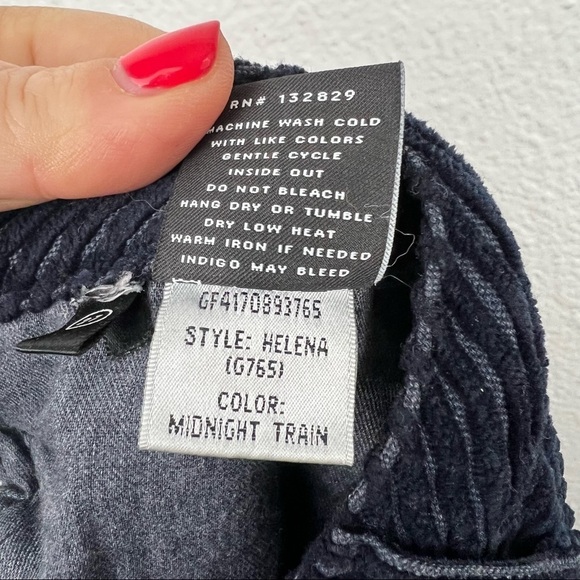 RN# 132829
MACHINE WASH COLD
WITH LIKE COLORS
GENTLE CYCLE
INSIDE OUT
DO NOT BLEACH
HANG DRY OR TUMBLE
DRY LOW HEAT
WARM IRON IF NEEDED
INDIGO MAY BLEED
GF4170893765
STYLE: HELENA
(G765)
COLOR:
MIDNIGHT TRAIN